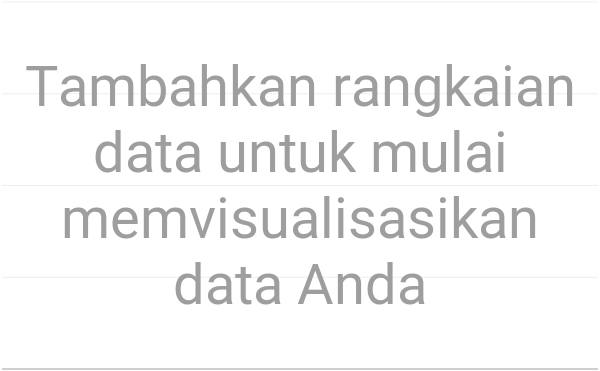 Tambahkan rangkaian
data untuk mulai
memvisualisasikan
data Anda